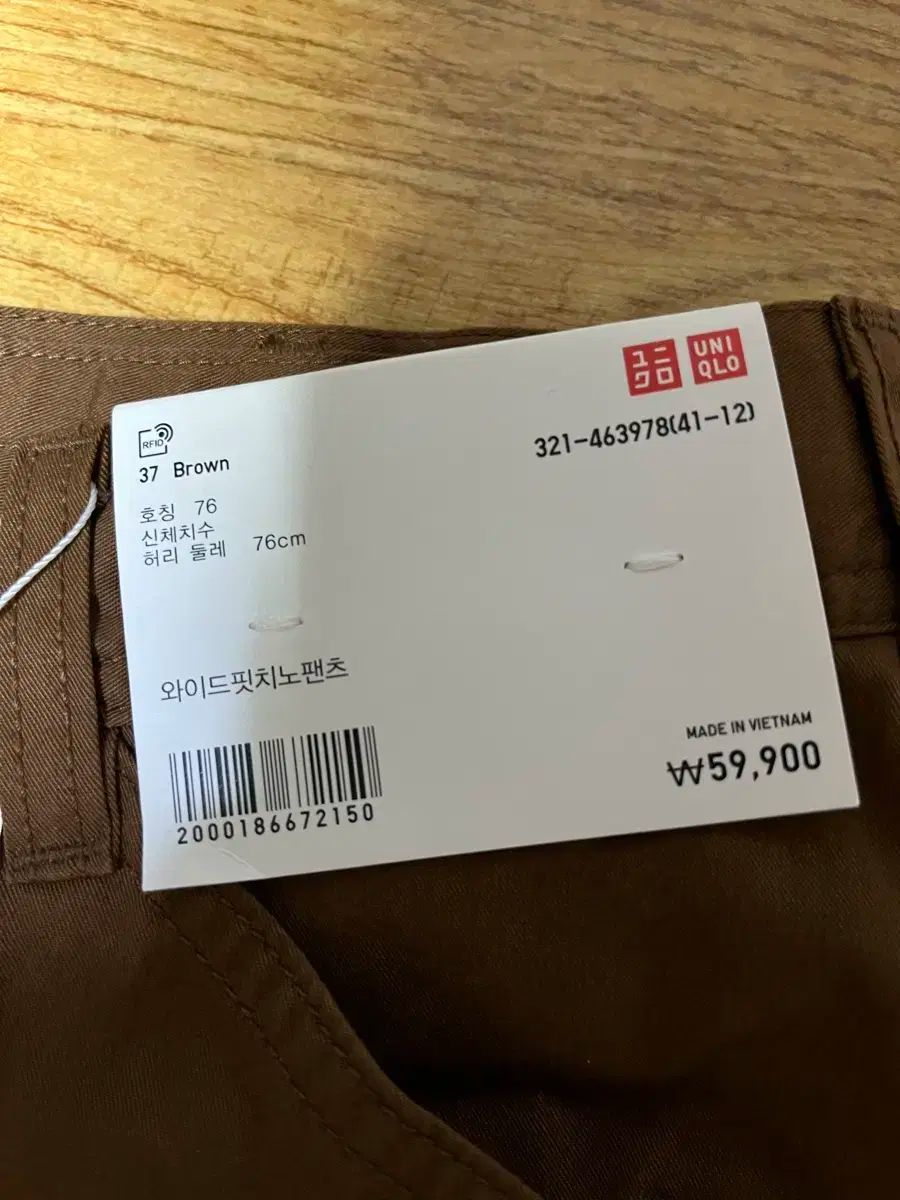 ユニ
クロ
UNI
QLO
RFID
37 Brown
321-463978(41-12)
호칭 76
신체치수
허리 둘레 76cm
와이드핏치노팬츠
MADE IN VIETNAM
₩59,900
2000186672150